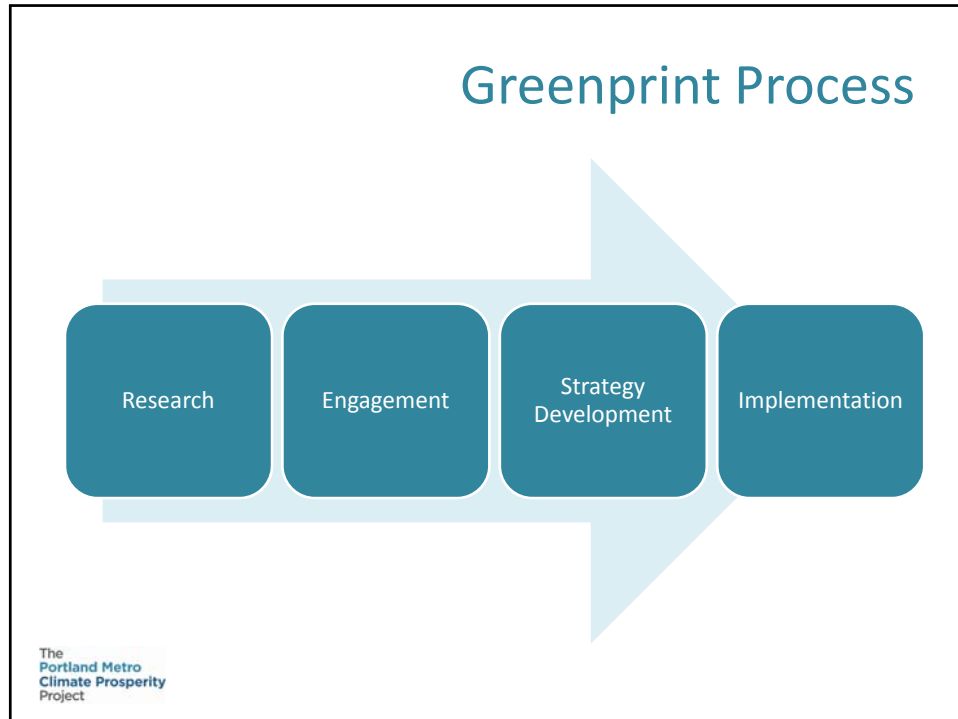 Greenprint Process
Research
Engagement
Strategy
Development
Implementation
The
Portland Metro
Climate Prosperity
Project